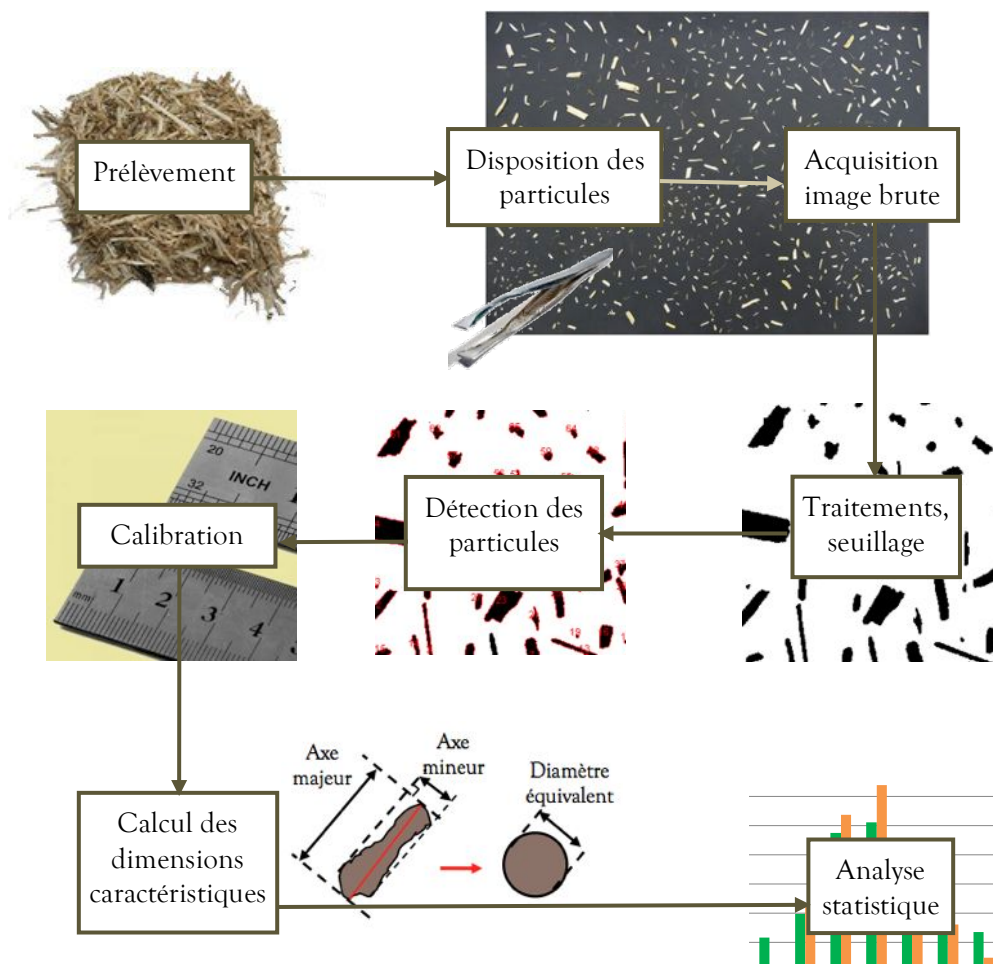 Prélèvement
Disposition des
particules
Acquisition
image brute
Traitements,
seuillage
Détection des
particules
Calibration
20
INCH
32
mm
1
2
3
4
Axe
majeur
Axe
mineur
Diamètre
équivalent
Calcul des
dimensions
caractéristiques
Analyse
statistique